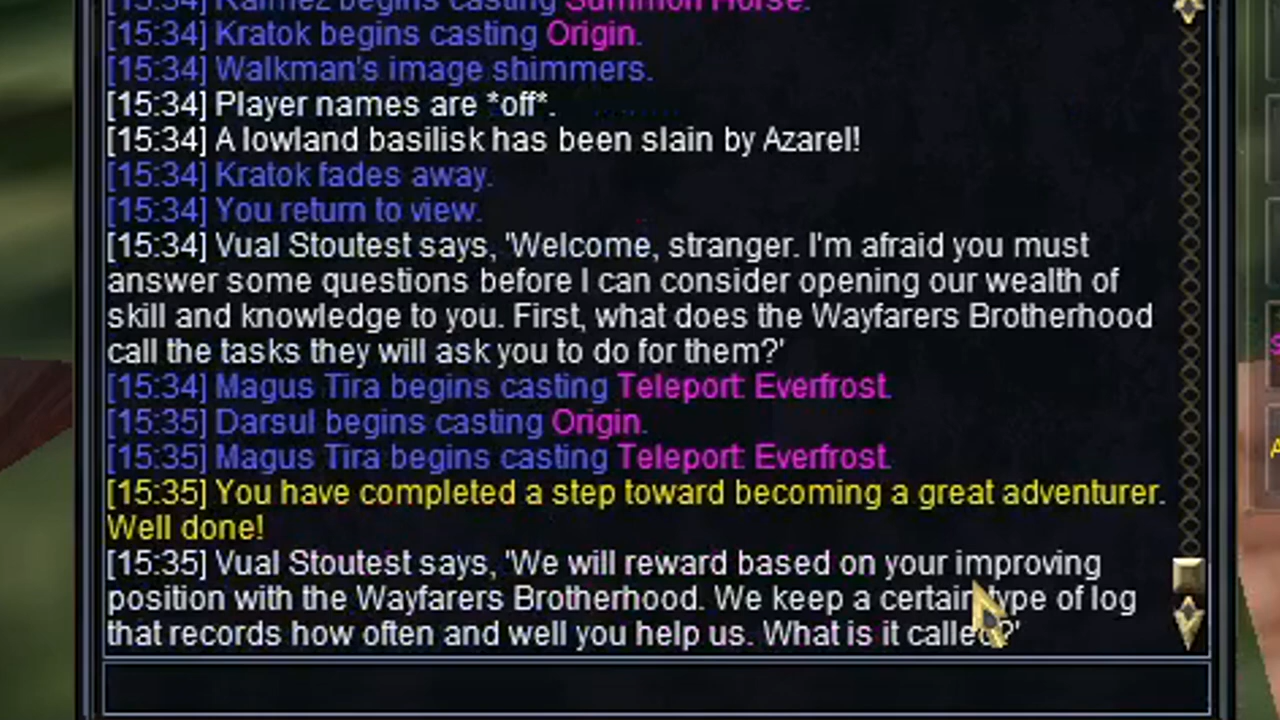 [15:34] Kalmez begins casting Summon Horse.
[15:34] Kratok begins casting Origin.
[15:34] Walkman's image shimmers.
[15:34] Player names are *off*.
[15:34] A lowland basilisk has been slain by Azarel!
[15:34] Kratok fades away.
[15:34] You return to view.
[15:34] Vual Stoutest says, 'Welcome, stranger. I'm afraid you must
answer some questions before I can consider opening our wealth of
skill and knowledge to you. First, what does the Wayfarers Brotherhood
call the tasks they will ask you to do for them?'
[15:34] Magus Tira begins casting Teleport: Everfrost.
[15:35] Darsul begins casting Origin.
[15:35] Magus Tira begins casting Teleport: Everfrost.
[15:35] You have completed a step toward becoming a great adventurer.
Well done!
[15:35] Vual Stoutest says, 'We will reward based on your improving
position with the Wayfarers Brotherhood. We keep a certain type of log
that records how often and well you help us. What is it called?'